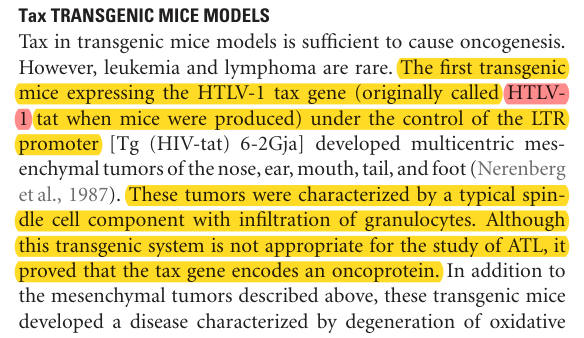 Tax TRANSGENIC MICE MODELS
Tax in transgenic mice models is sufficient to cause oncogenesis.
However, leukemia and lymphoma are rare. The first transgenic
mice expressing the HTLV-1 tax gene (originally called HTLV-
1 tat when mice were produced) under the control of the LTR
promoter [Tg (HIV-tat) 6-2Gja] developed multicentric mes-
enchymal tumors of the nose, ear, mouth, tail, and foot (Nerenberg
et al., 1987). These tumors were characterized by a typical spin-
dle cell component with infiltration of granulocytes. Although
this transgenic system is not appropriate for the study of ATL, it
proved that the tax gene encodes an oncoprotein. In addition to
the mesenchymal tumors described above, these transgenic mice
developed a disease characterized by degeneration of oxidative